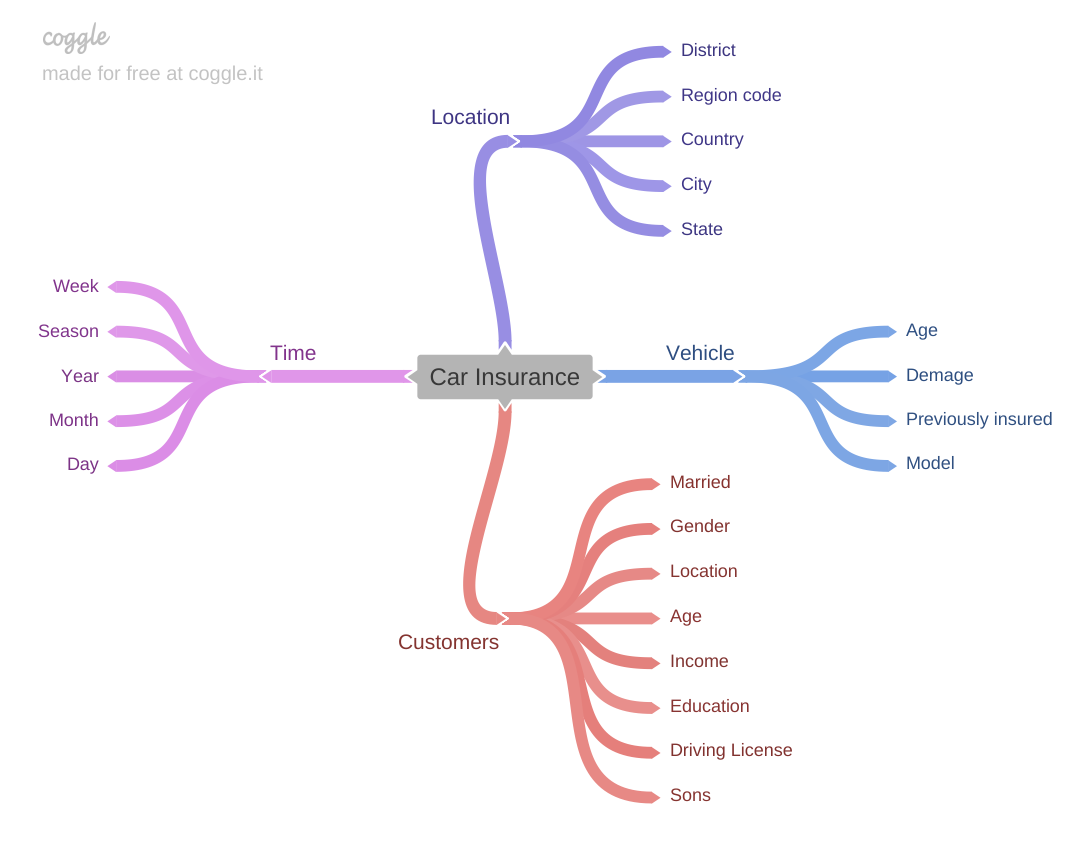 coggle
made for free at coggle.it
Location
District
Region code
Country
City
State
Time
Week
Season
Year
Month
Day
Car Insurance
Vehicle
Age
Demage
Previously insured
Model
Customers
Married
Gender
Location
Age
Income
Education
Driving License
Sons